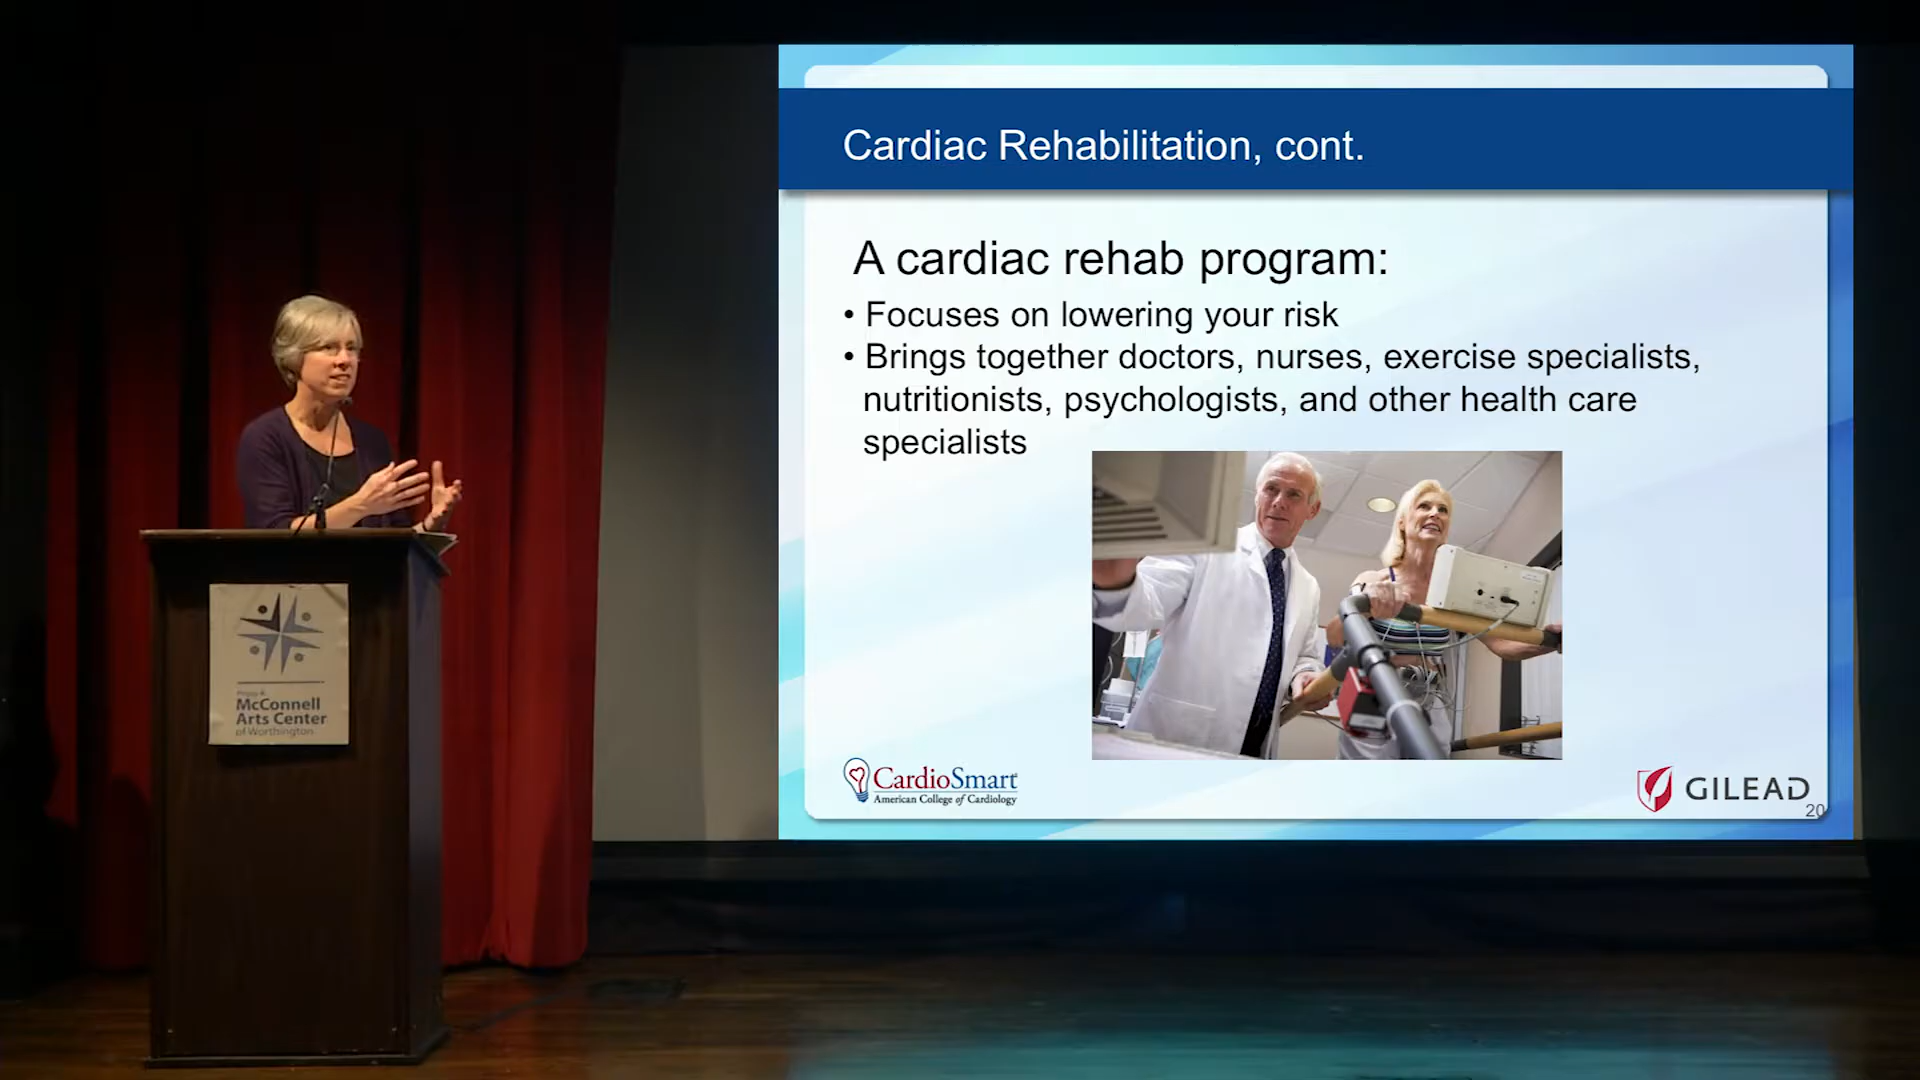 Cardiac Rehabilitation, cont.
A cardiac rehab program:
• Focuses on lowering your risk
• Brings together doctors, nurses, exercise specialists,
nutritionists, psychologists, and other health care
specialists
CardioSmart
American College of Cardiology
GILEAD
20
McConnell
Arts Center
of Worthington